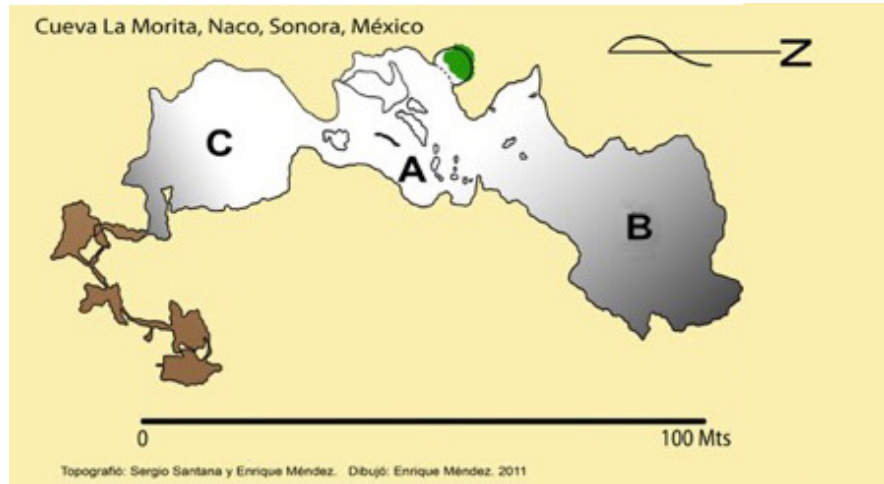 Cueva La Morita, Naco, Sonora, México
N
C
A
B
0 100 Mts
Topografió: Sergio Santana y Enrique Méndez. Dibujó: Enrique Méndez. 2011